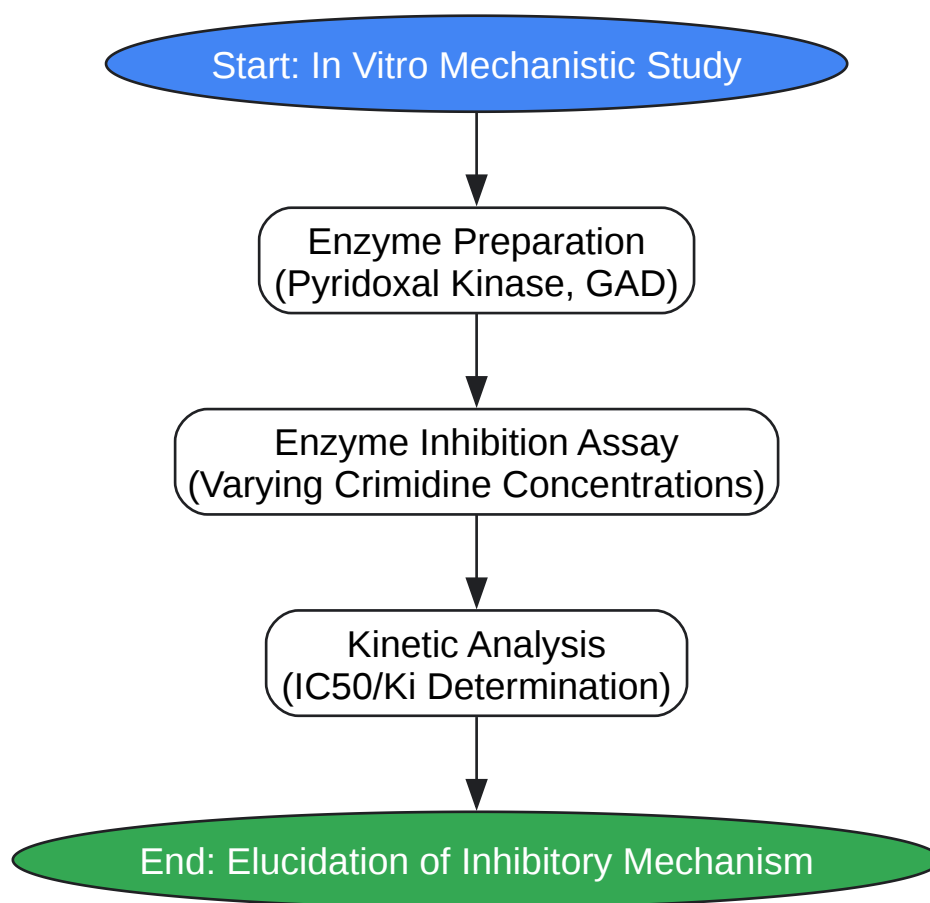 Start: In Vitro Mechanistic Study
Enzyme Preparation
(Pyridoxal Kinase, GAD)
Enzyme Inhibition Assay
(Varying Crimidine Concentrations)
Kinetic Analysis
(IC50/Ki Determination)
End: Elucidation of Inhibitory Mechanism